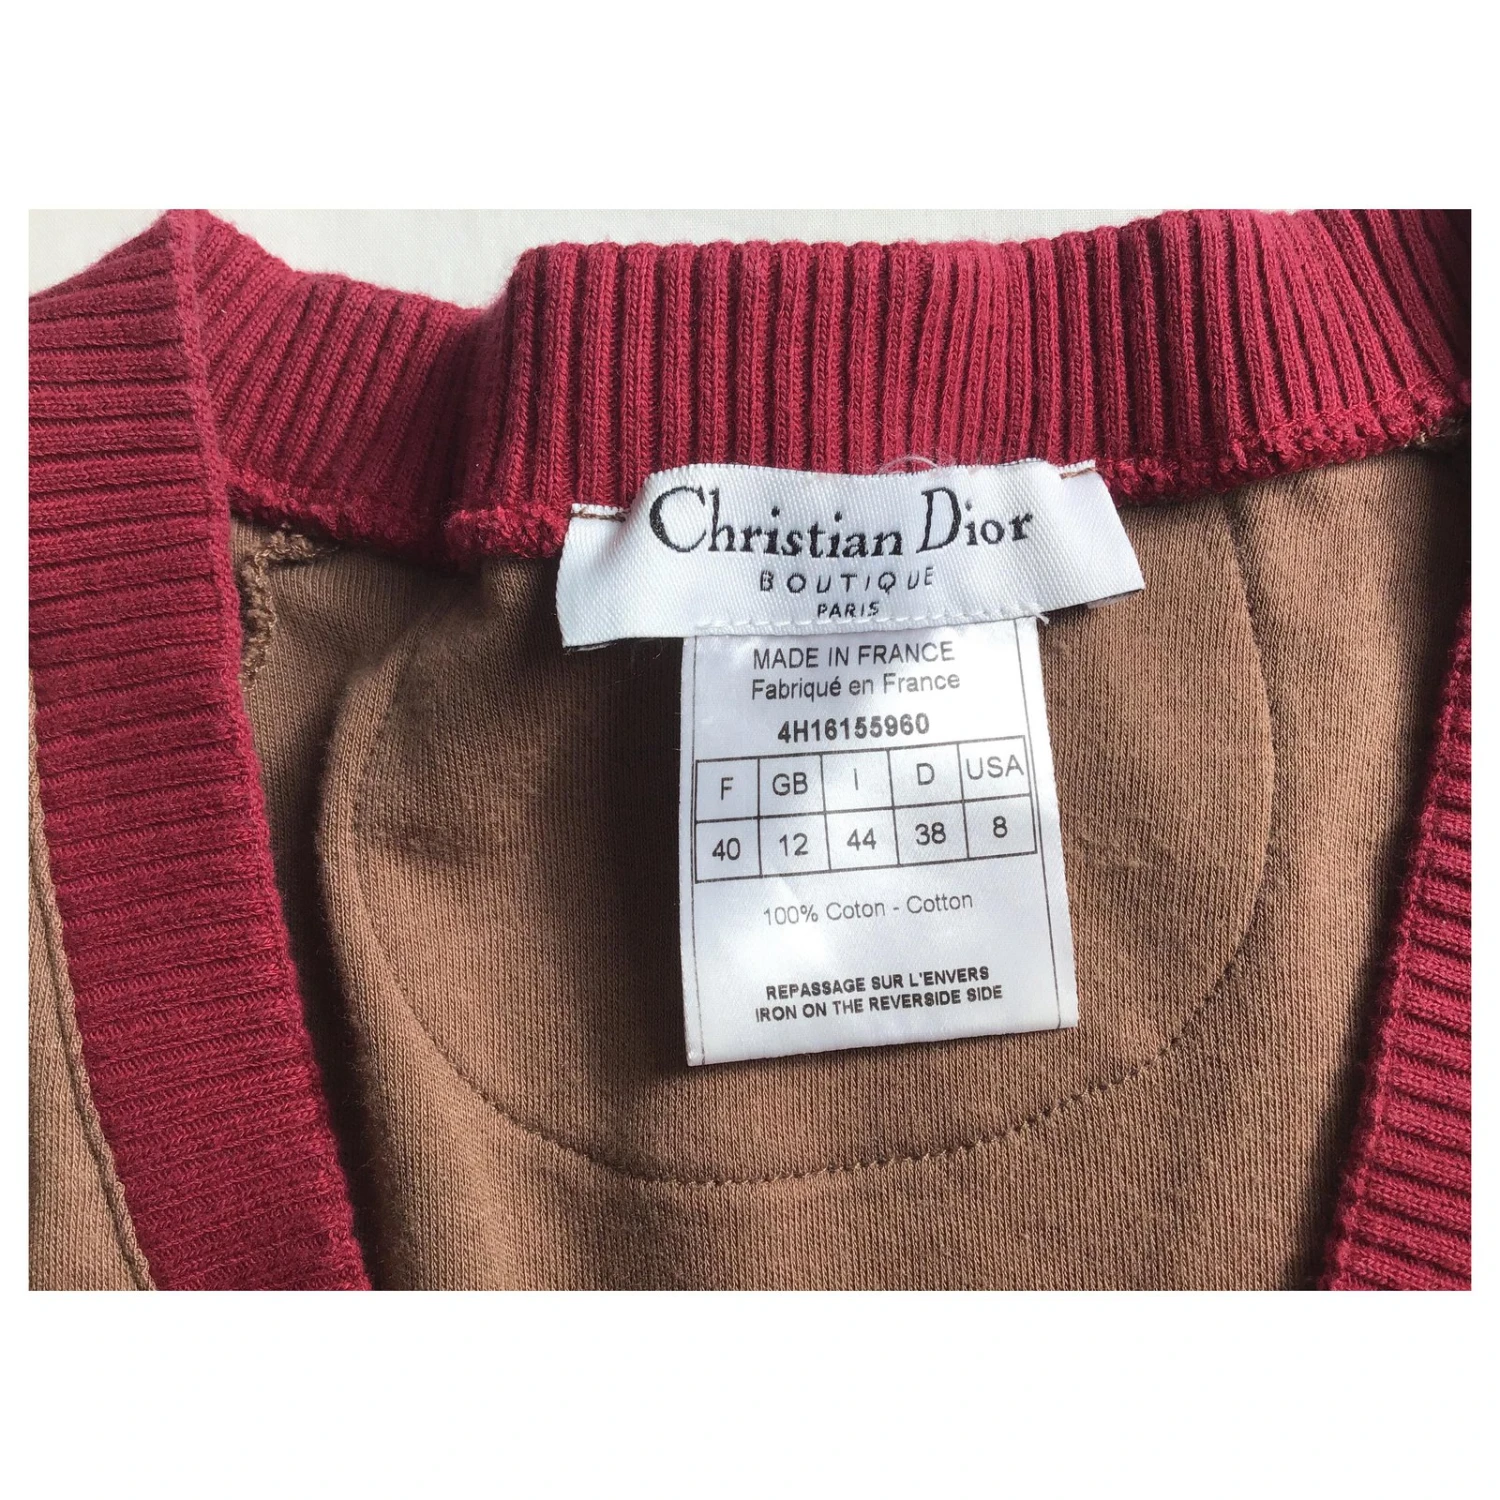 Christian Dior
BOUTIQUE
PARIS
MADE IN FRANCE
Fabriqué en France
4H16155960
F GB I D USA
40 12 44 38 8
100% Coton - Cotton
REPASSAGE SUR L'ENVERS
IRON ON THE REVERSIDE SIDE